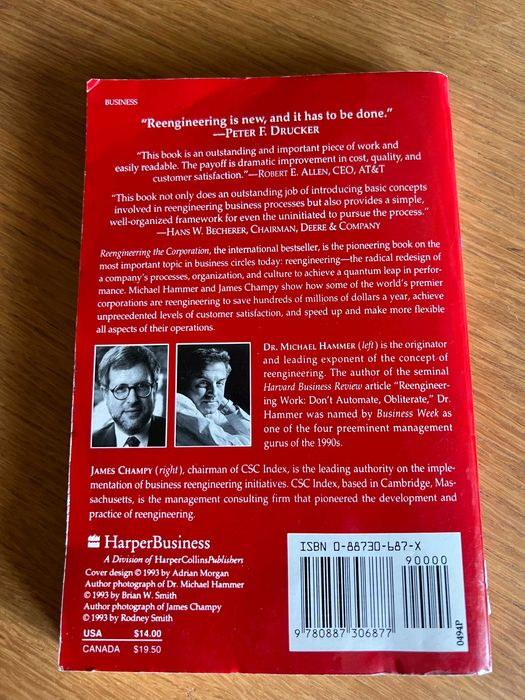 BUSINESS
“Reengineering is new, and it has to be done.”
—PETER F. DRUCKER
“This book is an outstanding and important piece of work and
easily readable. The payoff is dramatic improvement in cost, quality, and
customer satisfaction.”—ROBERT E. ALLEN, CEO, AT&T
“This book not only does an outstanding job of introducing basic concepts
involved in reengineering business processes but also provides a simple,
well-organized framework for even the uninitiated to pursue the process.”
—HANS W. BECHERER, CHAIRMAN, DEERE & COMPANY
Reengineering the Corporation, the international bestseller, is the pioneering book on the
most important topic in business circles today: reengineering—the radical redesign of
a company's processes, organization, and culture to achieve a quantum leap in perfor-
mance. Michael Hammer and James Champy show how some of the world's premier
corporations are reengineering to save hundreds of millions of dollars a year, achieve
unprecedented levels of customer satisfaction, and speed up and make more flexible
all aspects of their operations.
DR. MICHAEL HAMMER (left) is the originator
and leading exponent of the concept of
reengineering. The author of the seminal
Harvard Business Review article “Reengineer-
ing Work: Don't Automate, Obliterate,” Dr.
Hammer was named by Business Week as
one of the four preeminent management
gurus of the 1990s.
JAMES CHAMPY (right), chairman of CSC Index, is the leading authority on the imple-
mentation of business reengineering initiatives. CSC Index, based in Cambridge, Mas-
sachusetts, is the management consulting firm that pioneered the development and
practice of reengineering.
HarperBusiness
A Division of HarperCollinsPublishers
Cover design © 1993 by Adrian Morgan
Author photograph of Dr. Michael Hammer
© 1993 by Brian W. Smith
Author photograph of James Champy
© 1993 by Rodney Smith
USA $14.00
CANADA $19.50
ISBN 0-88730-687-X
90000
9 780887 306877
0494P